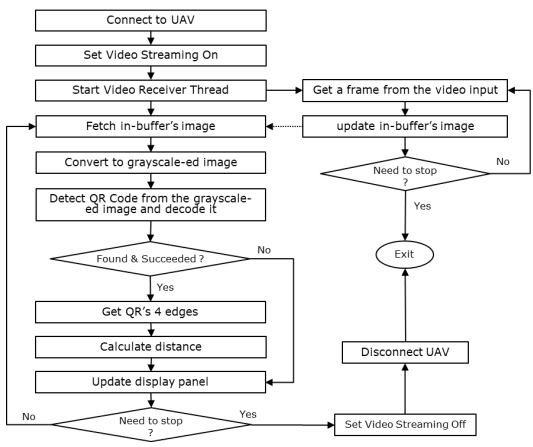 Connect to UAV
Set Video Streaming On
Start Video Receiver Thread
Get a frame from the video input
Fetch in-buffer's image
update in-buffer's image
Convert to grayscale-ed image
Need to stop
?
No
Yes
Detect QR Code from the grayscale-
ed image and decode it
Found & Succeeded ?
No
Yes
Exit
Get QR's 4 edges
Calculate distance
Disconnect UAV
Update display panel
No
Need to stop
?
Yes
Set Video Streaming Off